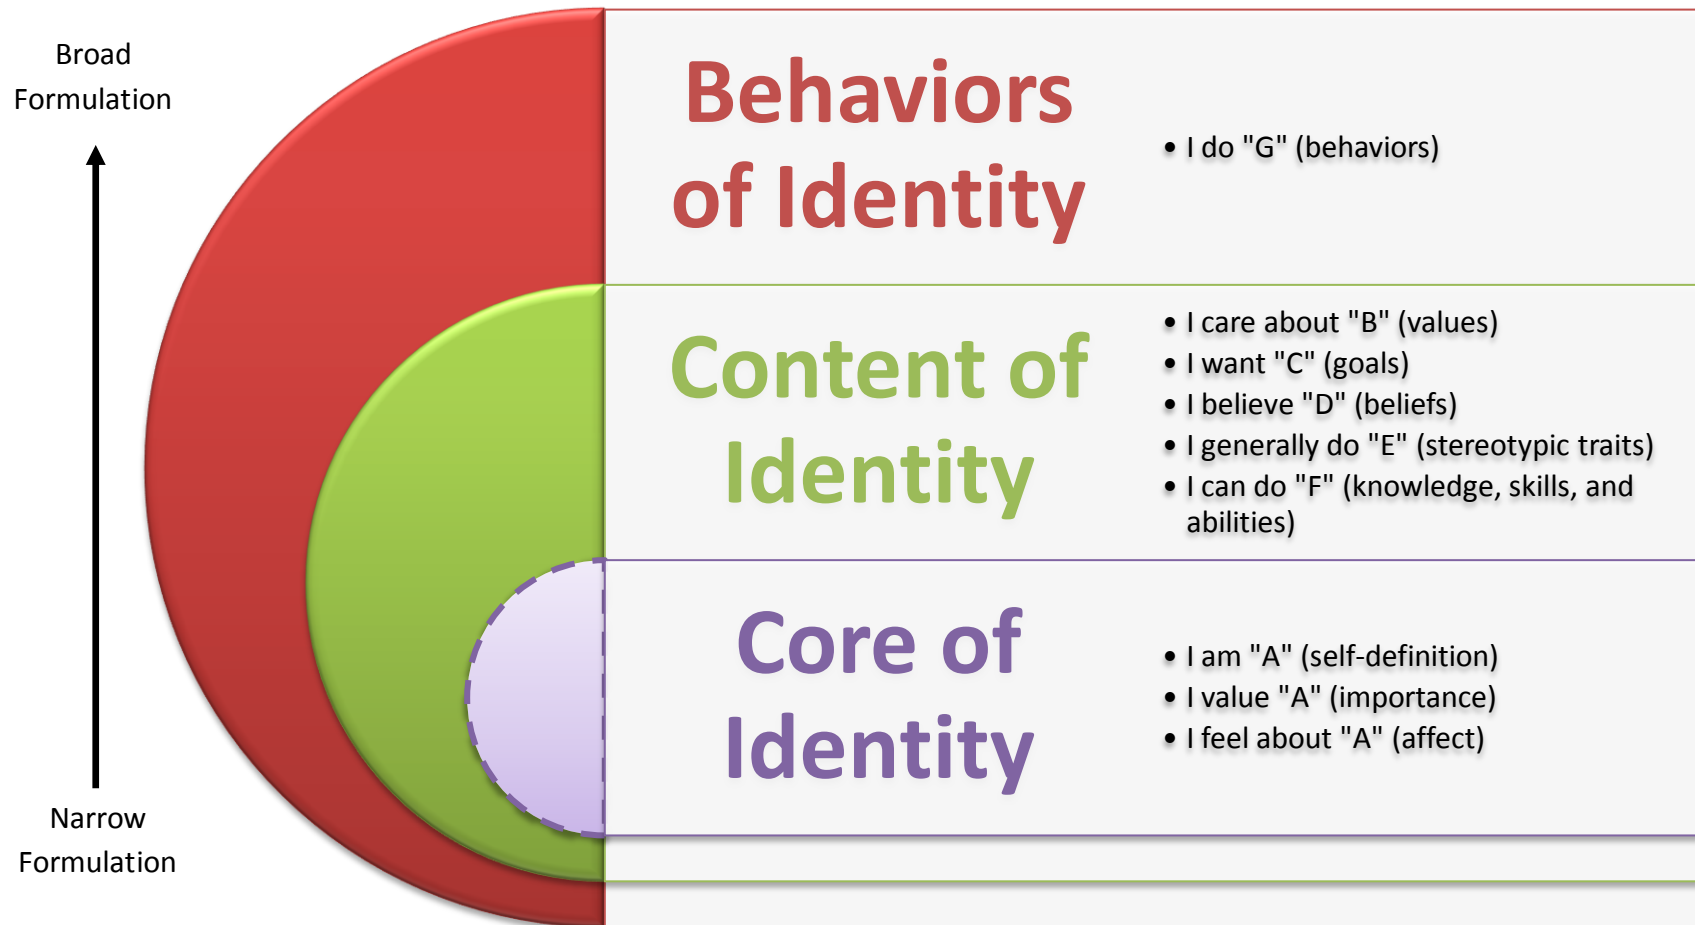 Broad
Formulation
Behaviors
of Identity
• I do "G" (behaviors)
Content of
Identity
• I care about "B" (values)
• I want "C" (goals)
• I believe "D" (beliefs)
• I generally do "E" (stereotypic traits)
• I can do "F" (knowledge, skills, and
abilities)
Core of
Identity
• I am "A" (self-definition)
• I value "A" (importance)
• I feel about "A" (affect)
Narrow
Formulation